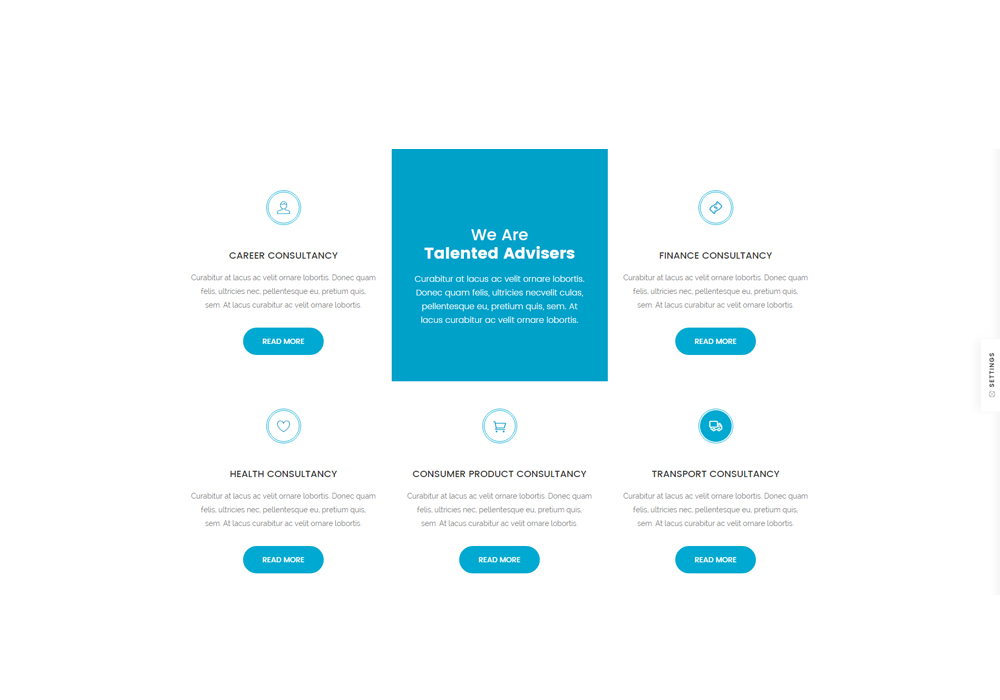 CAREER CONSULTANCY
Curabitur at lacus ac velit ornare lobortis. Donec quam
felis, ultricies nec, pellentesque eu, pretium quis,
sem. At lacus curabitur ac velit ornare lobortis.
READ MORE
We Are
Talented Advisers
Curabitur at lacus ac velit ornare lobortis.
Donec quam felis, ultricies necvelit culas,
pellentesque eu, pretium quis, sem. At
lacus curabitur ac velit ornare lobortis.
FINANCE CONSULTANCY
Curabitur at lacus ac velit ornare lobortis. Donec quam
felis, ultricies nec, pellentesque eu, pretium quis,
sem. At lacus curabitur ac velit ornare lobortis.
READ MORE
SETTINGS
HEALTH CONSULTANCY
Curabitur at lacus ac velit ornare lobortis. Donec quam
felis, ultricies nec, pellentesque eu, pretium quis,
sem. At lacus curabitur ac velit ornare lobortis.
READ MORE
CONSUMER PRODUCT CONSULTANCY
Curabitur at lacus ac velit ornare lobortis. Donec quam
felis, ultricies nec, pellentesque eu, pretium quis,
sem. At lacus curabitur ac velit ornare lobortis.
READ MORE
TRANSPORT CONSULTANCY
Curabitur at lacus ac velit ornare lobortis. Donec quam
felis, ultricies nec, pellentesque eu, pretium quis,
sem. At lacus curabitur ac velit ornare lobortis.
READ MORE